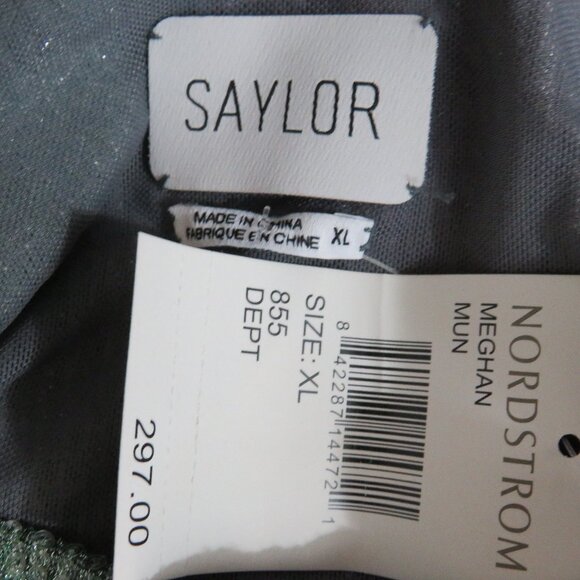 SAYLOR
MADE IN CHINA
FABRIQUE EN CHINE
XL
NORDSTROM
MEGHAN
MUN
8 42287 14472 1
SIZE: XL
855
DEPT
297.00